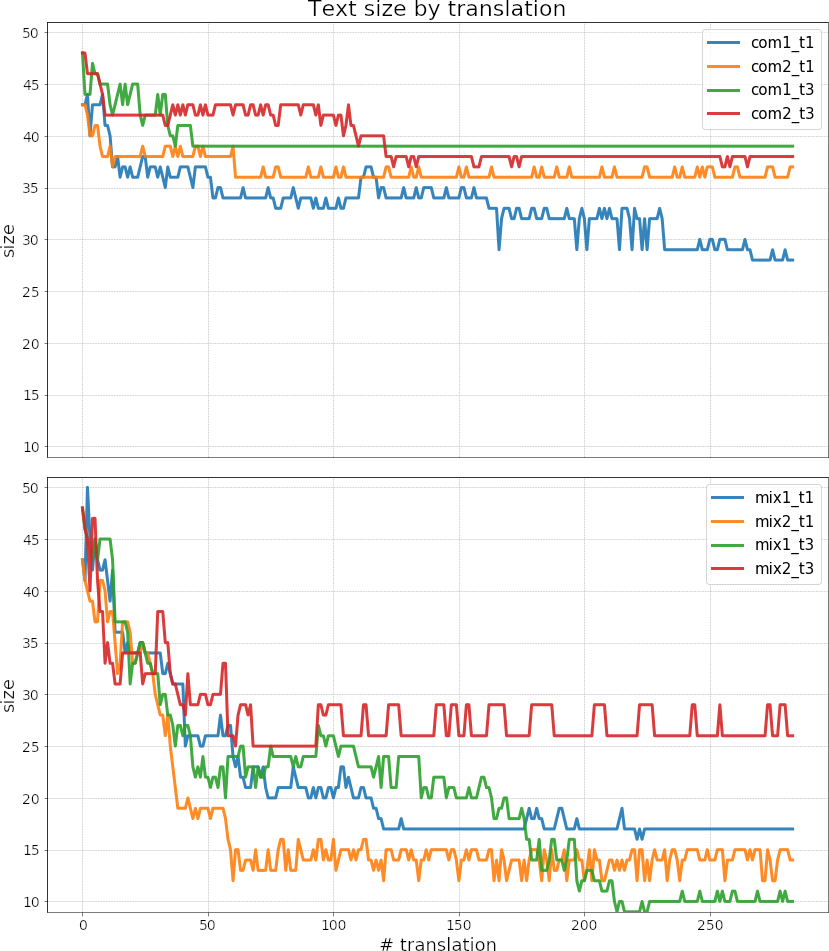 Text size by translation
50
45
40
35
30
25
20
15
10
size
com1_t1
com2_t1
com1_t3
com2_t3
50
45
40
35
30
25
20
15
10
size
mix1_t1
mix2_t1
mix1_t3
mix2_t3
0 50 100 150 200 250
# translation